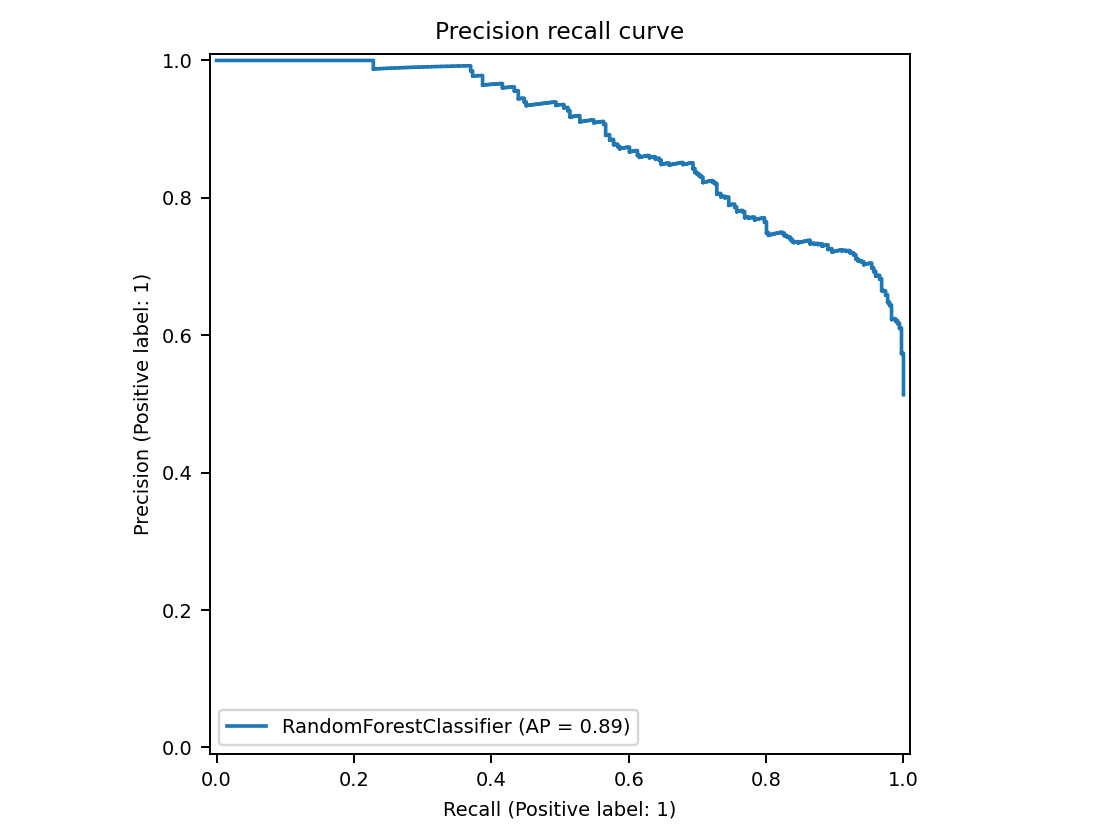 Precision recall curve
1.0
0.8
0.6
0.4
0.2
0.0
Precision (Positive label: 1)
RandomForestClassifier (AP = 0.89)
0.0 0.2 0.4 0.6 0.8 1.0
Recall (Positive label: 1)